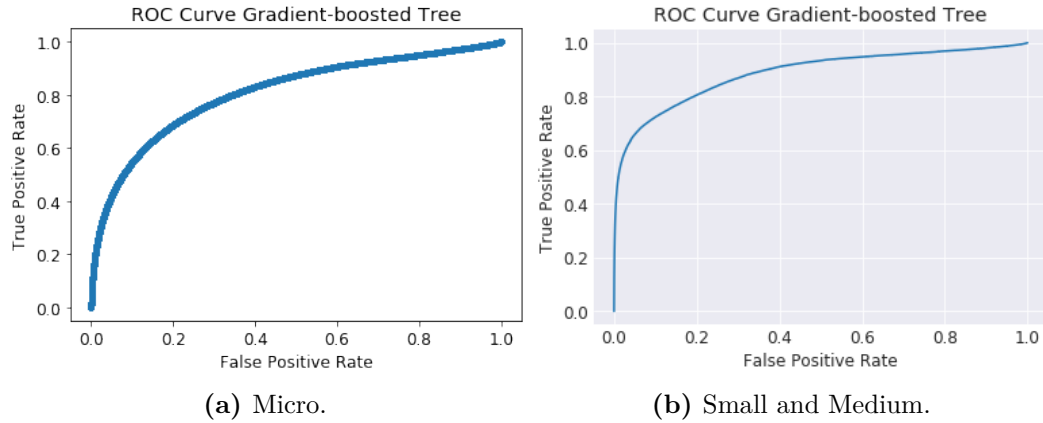 ROC Curve Gradient-boosted Tree
1.0
0.8
0.6
0.4
0.2
0.0
True Positive Rate
0.0 0.2 0.4 0.6 0.8 1.0
False Positive Rate
(a) Micro.
ROC Curve Gradient-boosted Tree
1.0
0.8
0.6
0.4
0.2
0.0
True Positive Rate
0.0 0.2 0.4 0.6 0.8 1.0
False Positive Rate
(b) Small and Medium.